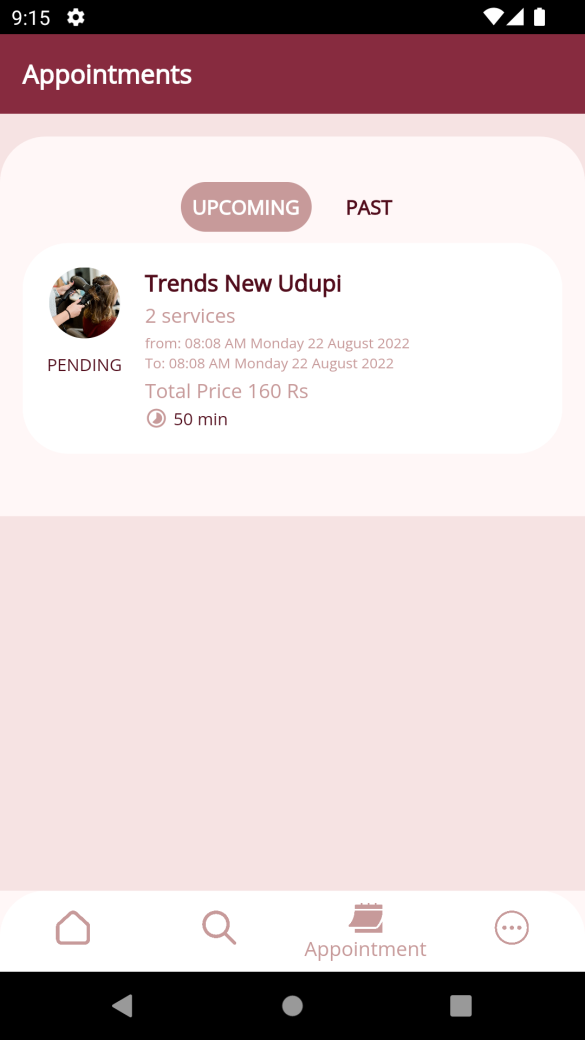 9:15
Appointments
UPCOMING PAST
Trends New Udupi
2 services
from: 08:08 AM Monday 22 August 2022
PENDING
To: 08:08 AM Monday 22 August 2022
Total Price 160 Rs
50 min
Appointment